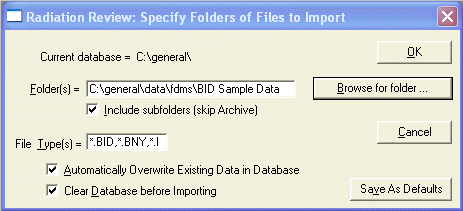 Radiation Review: Specify Folders of Files to Import
Current database = C:\general\
OK
Folder(s) = C:\general\data\fdms\BID Sample Data
Browse for folder ...
Include subfolders (skip Archive)
File Type(s) = *.BID,*.BNY,*.I
Cancel
Automatically Overwrite Existing Data in Database
Clear Database before Importing
Save As Defaults